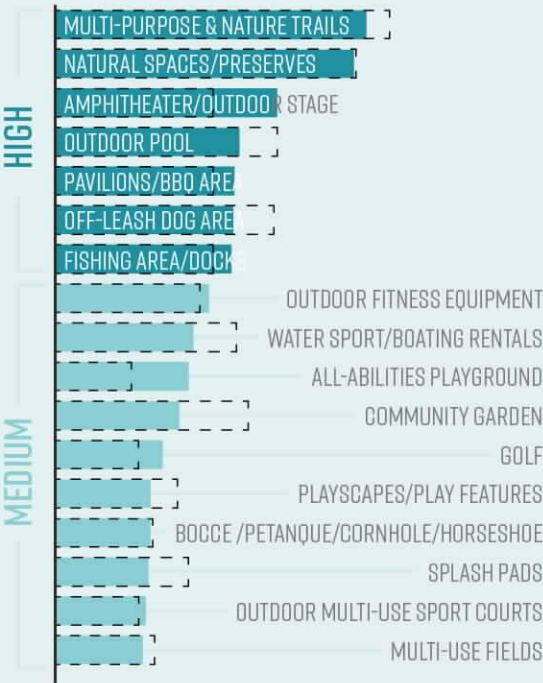 HIGH
MULTI-PURPOSE & NATURE TRAILS
NATURAL SPACES/PRESERVES
AMPHITHEATER/OUTDOOR STAGE
OUTDOOR POOL
PAVILIONS/BBQ AREA
OFF-LEASH DOG AREA
FISHING AREA/DOCKS
MEDIUM
OUTDOOR FITNESS EQUIPMENT
WATER SPORT/BOATING RENTALS
ALL-ABILITIES PLAYGROUND
COMMUNITY GARDEN
GOLF
PLAYSCAPES/PLAY FEATURES
BOCCE /PETANQUE/CORNHOLE/HORSESHOE
SPLASH PADS
OUTDOOR MULTI-USE SPORT COURTS
MULTI-USE FIELDS